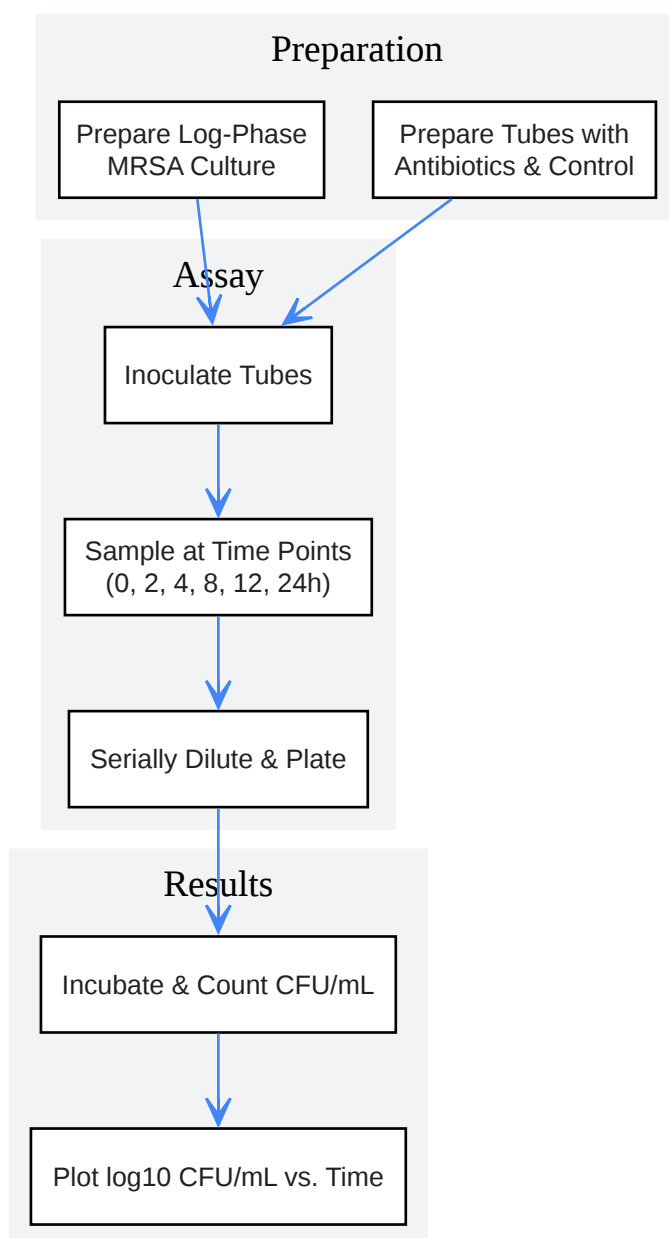 Preparation
Prepare Log-Phase
MRSA Culture
Prepare Tubes with
Antibiotics & Control
Assay
Inoculate Tubes
Sample at Time Points
(0, 2, 4, 8, 12, 24h)
Serially Dilute & Plate
Results
Incubate & Count CFU/mL
Plot log10 CFU/mL vs. Time